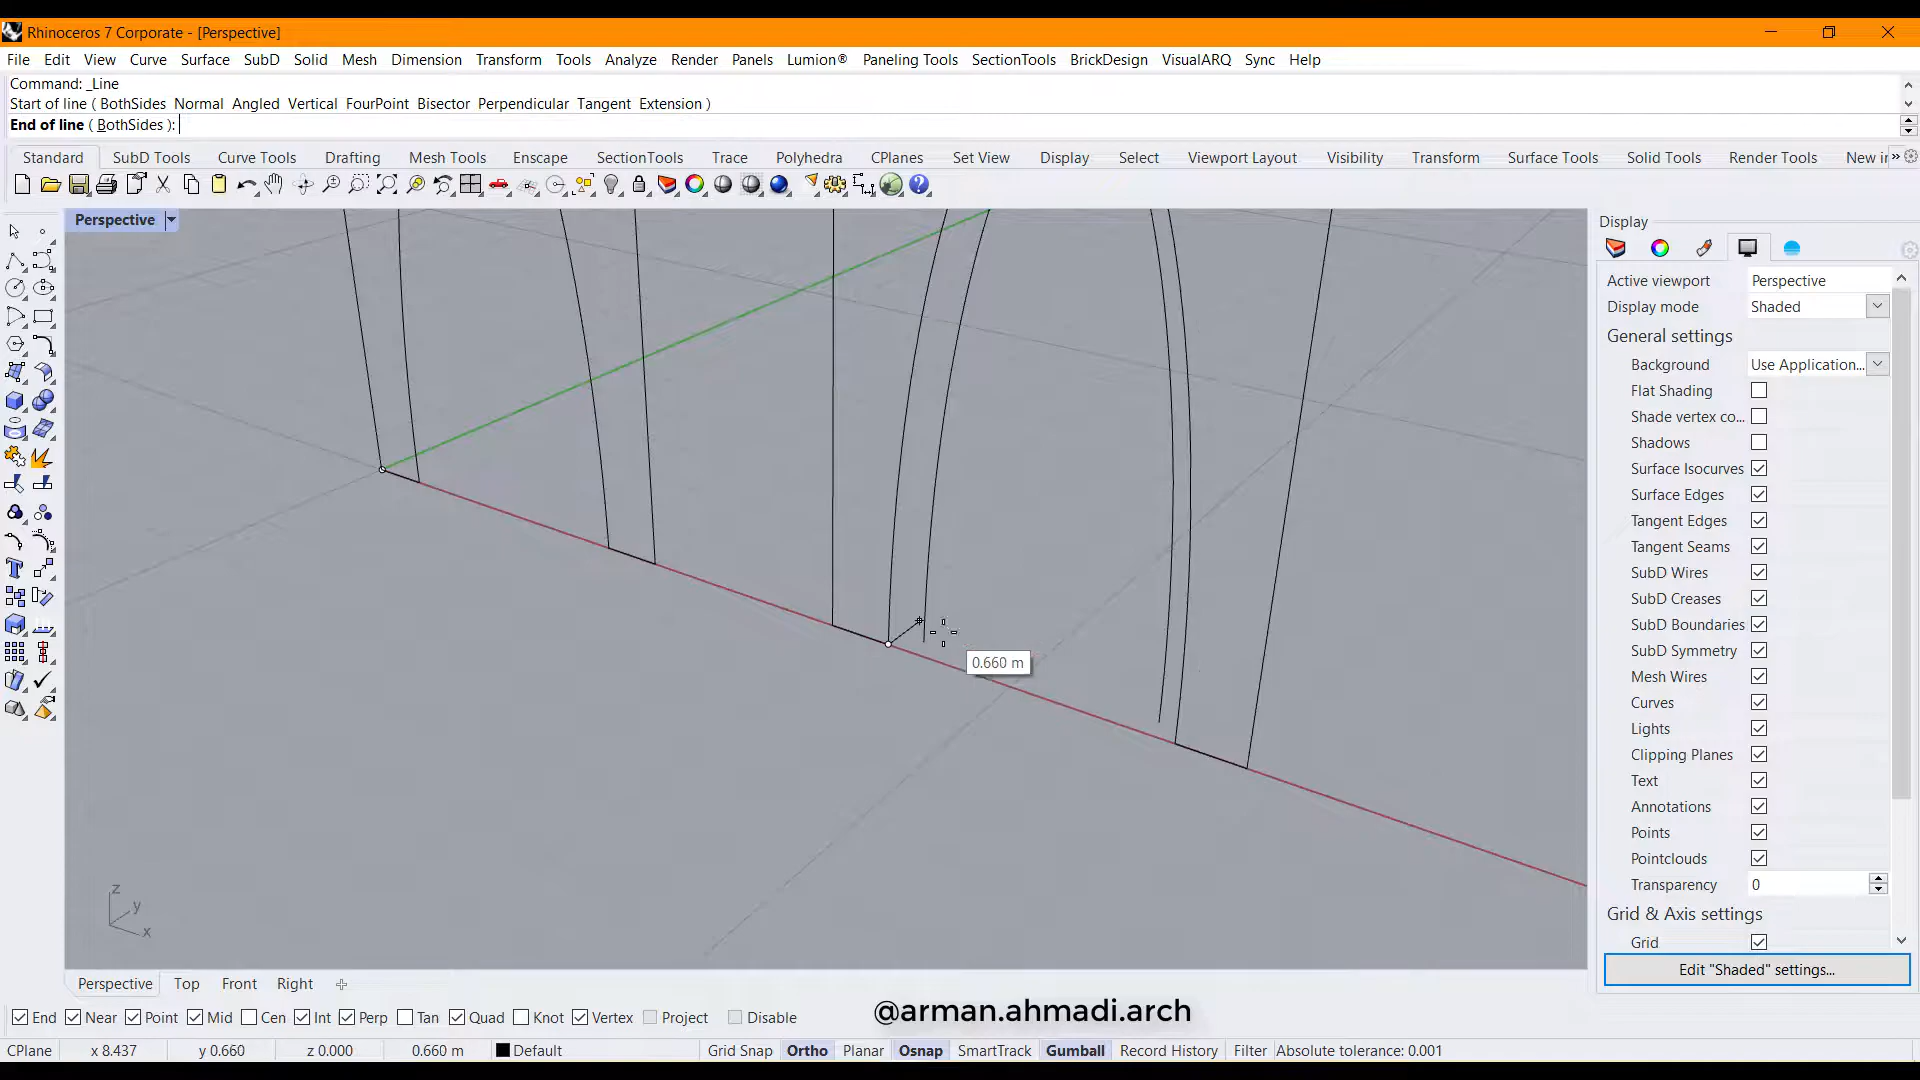 Rhinoceros 7 Corporate - [Perspective]
File Edit View Curve Surface SubD Solid Mesh Dimension Transform Tools Analyze Render Panels Lumion® Paneling Tools SectionTools BrickDesign VisualARQ Sync Help
Command: _Line
Start of line ( BothSides Normal Angled Vertical FourPoint Bisector Perpendicular Tangent Extension )
End of line ( BothSides ):
Standard SubD Tools Curve Tools Drafting Mesh Tools Enscape SectionTools Trace Polyhedra CPlanes Set View Display Select Viewport Layout Visibility Transform Surface Tools Solid Tools Render Tools New in »
Perspective
Display
Active viewport Perspective
Display mode Shaded
General settings
Background Use Application...
Flat Shading
Shade vertex co...
Shadows
Surface Isocurves
Surface Edges
Tangent Edges
Tangent Seams
SubD Wires
SubD Creases
SubD Boundaries
SubD Symmetry
Mesh Wires
Curves
Lights
Clipping Planes
Text
Annotations
Points
Pointclouds
Transparency 0
Grid & Axis settings
Grid
Edit "Shaded" settings...
0.660 m
z
y
x
Perspective Top Front Right
@arman.ahmadi.arch
End Near Point Mid Cen Int Perp Tan Quad Knot Vertex Project Disable
CPlane x 8.437 y 0.660 z 0.000 0.660 m Default Grid Snap Ortho Planar Osnap SmartTrack Gumball Record History Filter Absolute tolerance: 0.001